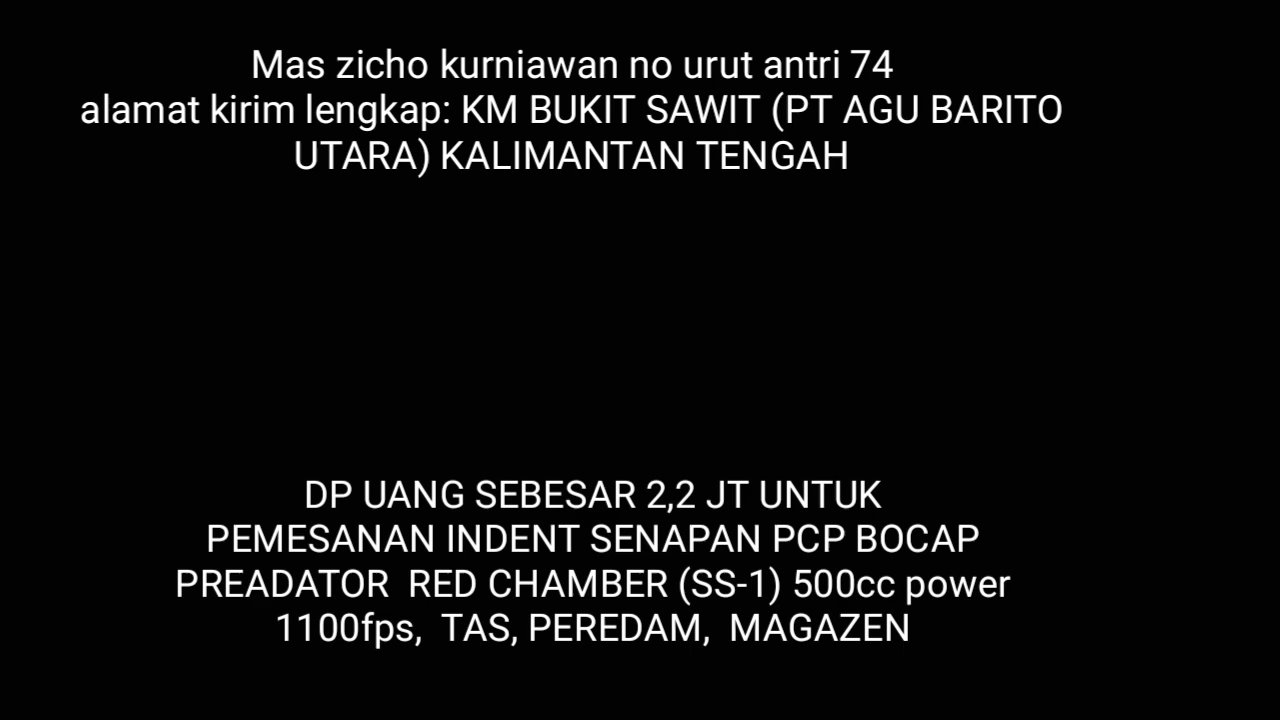 Mas zicho kurniawan no urut antri 74
alamat kirim lengkap: KM BUKIT SAWIT (PT AGU BARITO
UTARA) KALIMANTAN TENGAH
DP UANG SEBESAR 2,2 JT UNTUK
PEMESANAN INDENT SENAPAN PCP BOCAP
PREADATOR  RED CHAMBER (SS-1) 500cc power
1100fps,  TAS, PEREDAM,  MAGAZEN